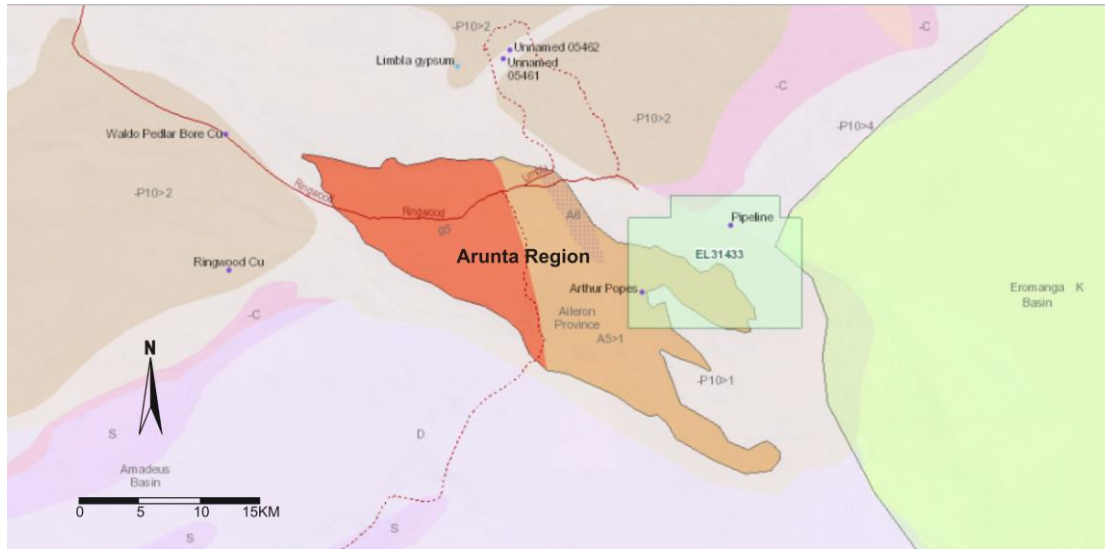 -P10>2
-C
Unnamed 05462
Limbla gypsum
Unnamed
05461
-C
-P10>2
-P10>4
Waldo Pedlar Bore Cu
-P10>2
Ringwood
Limbla
Ringwood
g5
A8
Pipeline
Arunta Region
EL31433
Ringwood Cu
Arthur Popes
Eromanga K
Basin
Aileron
Province
A5>1
-C
-P10>1
N
S
D
Amadeus
Basin
0 5 10 15KM
S
S